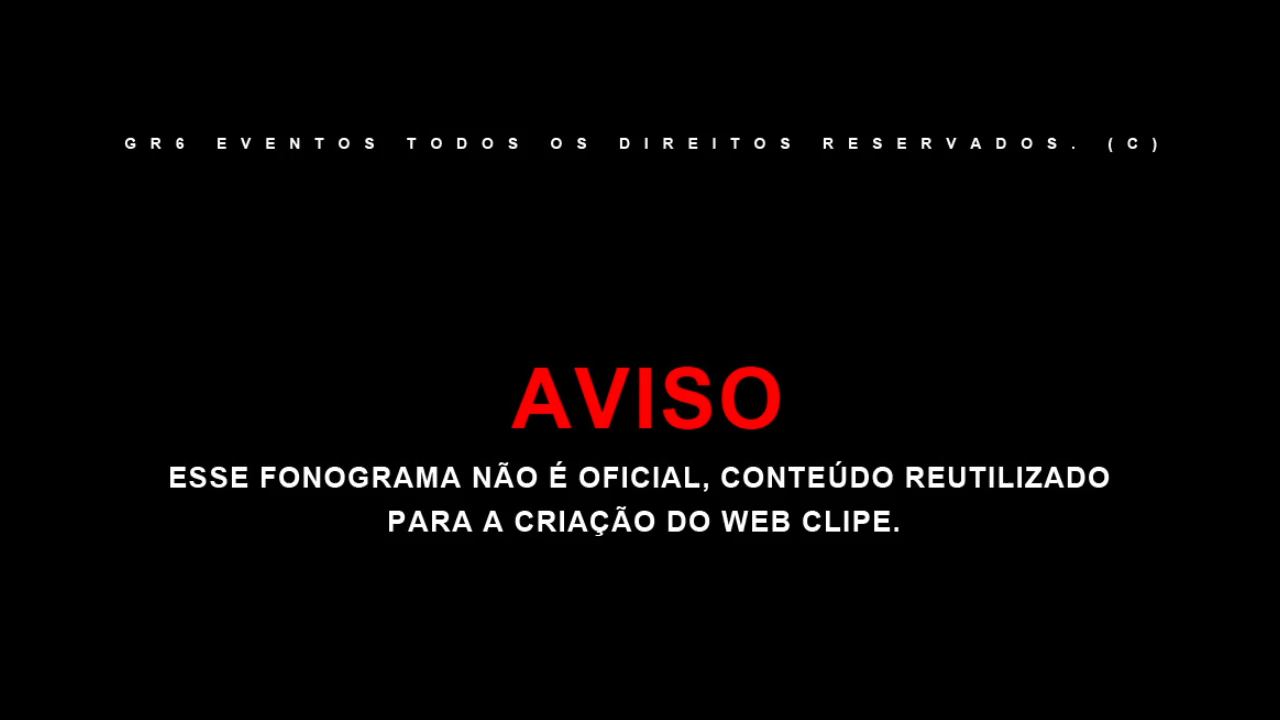 GR6 EVENTOS TODOS OS DIREITOS RESERVADOS. (C)
AVISO
ESSE FONOGRAMA NÃO É OFICIAL, CONTEÚDO REUTILIZADO
PARA A CRIAÇÃO DO WEB CLIPE.